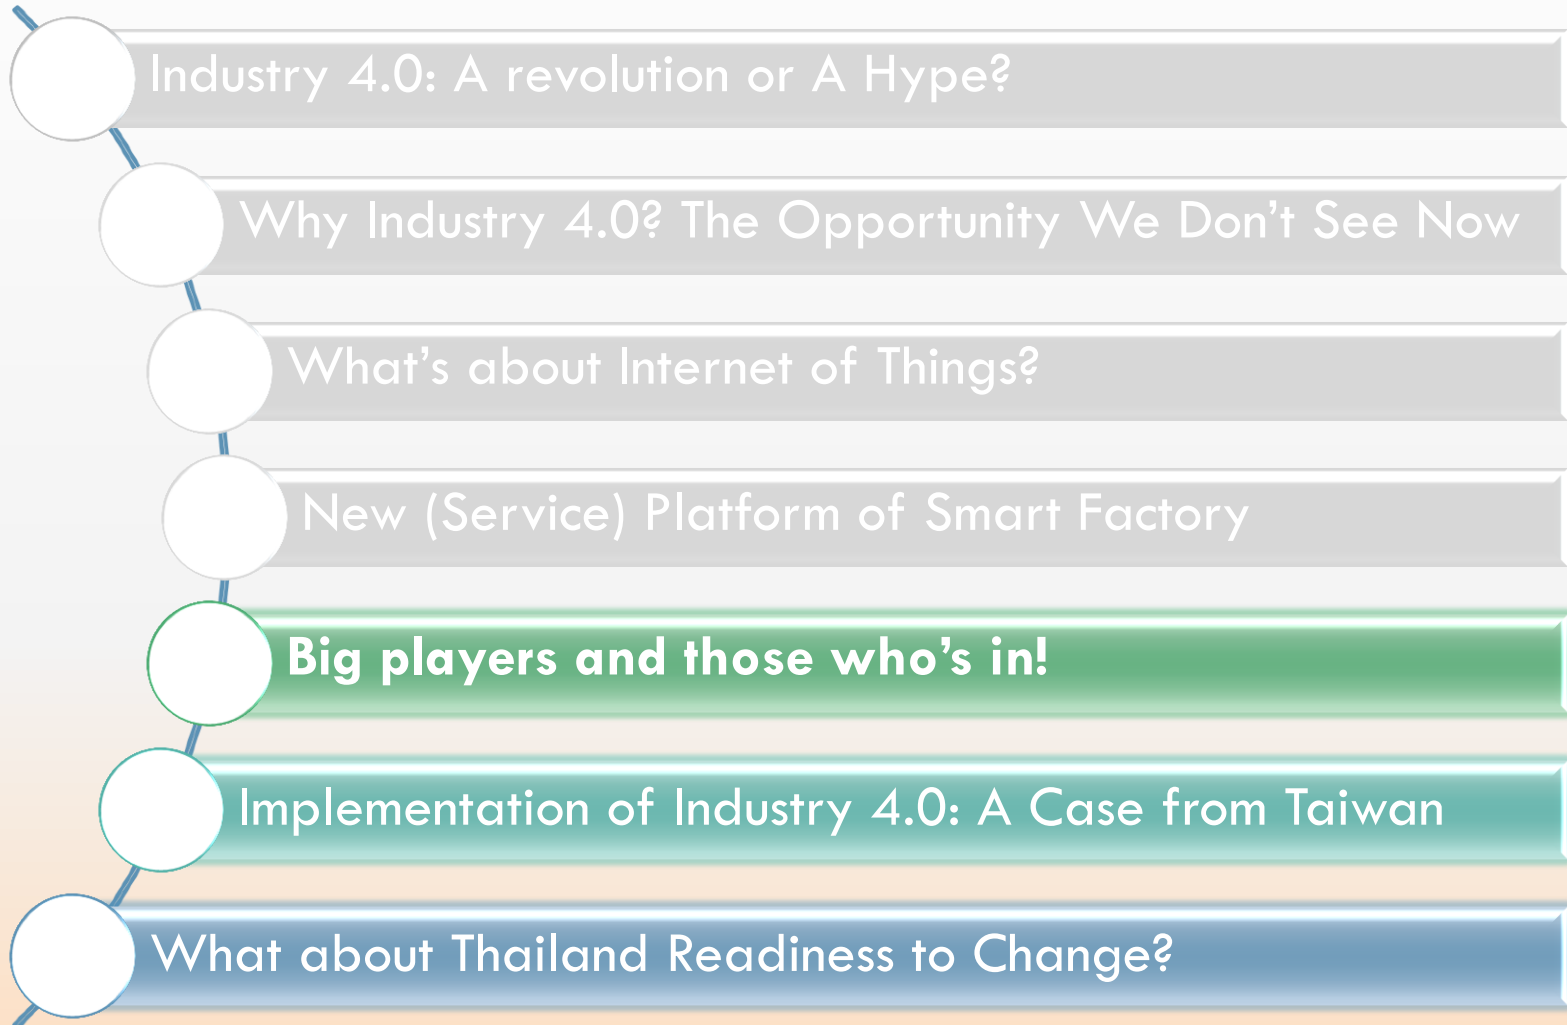 Industry 4.0: A revolution or A Hype?
Why Industry 4.0? The Opportunity We Don’t See Now
What’s about Internet of Things?
New (Service) Platform of Smart Factory
Big players and those who’s in!
Implementation of Industry 4.0: A Case from Taiwan
What about Thailand Readiness to Change?